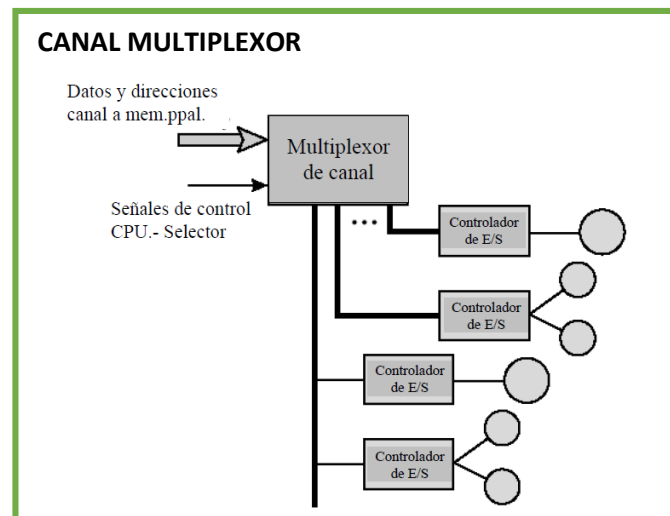 CANAL MULTIPLEXOR
Datos y direcciones
canal a mem.ppal.
Multiplexor
de canal
Señales de control
CPU.- Selector
...
Controlador
de E/S
Controlador
de E/S
Controlador
de E/S
Controlador
de E/S